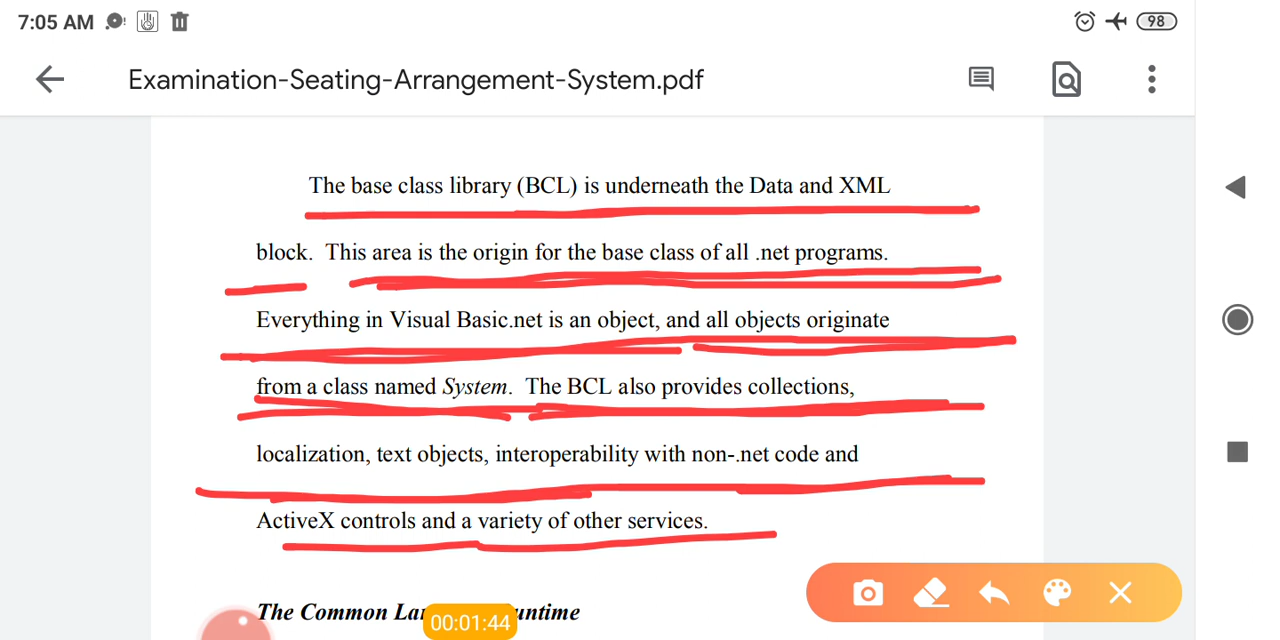 7:05 AM
98
Examination-Seating-Arrangement-System.pdf
The base class library (BCL) is underneath the Data and XML
block.  This area is the origin for the base class of all .net programs.
Everything in Visual Basic.net is an object, and all objects originate
from a class named System.  The BCL also provides collections,
localization, text objects, interoperability with non-.net code and
ActiveX controls and a variety of other services.
The Common
00:01:44